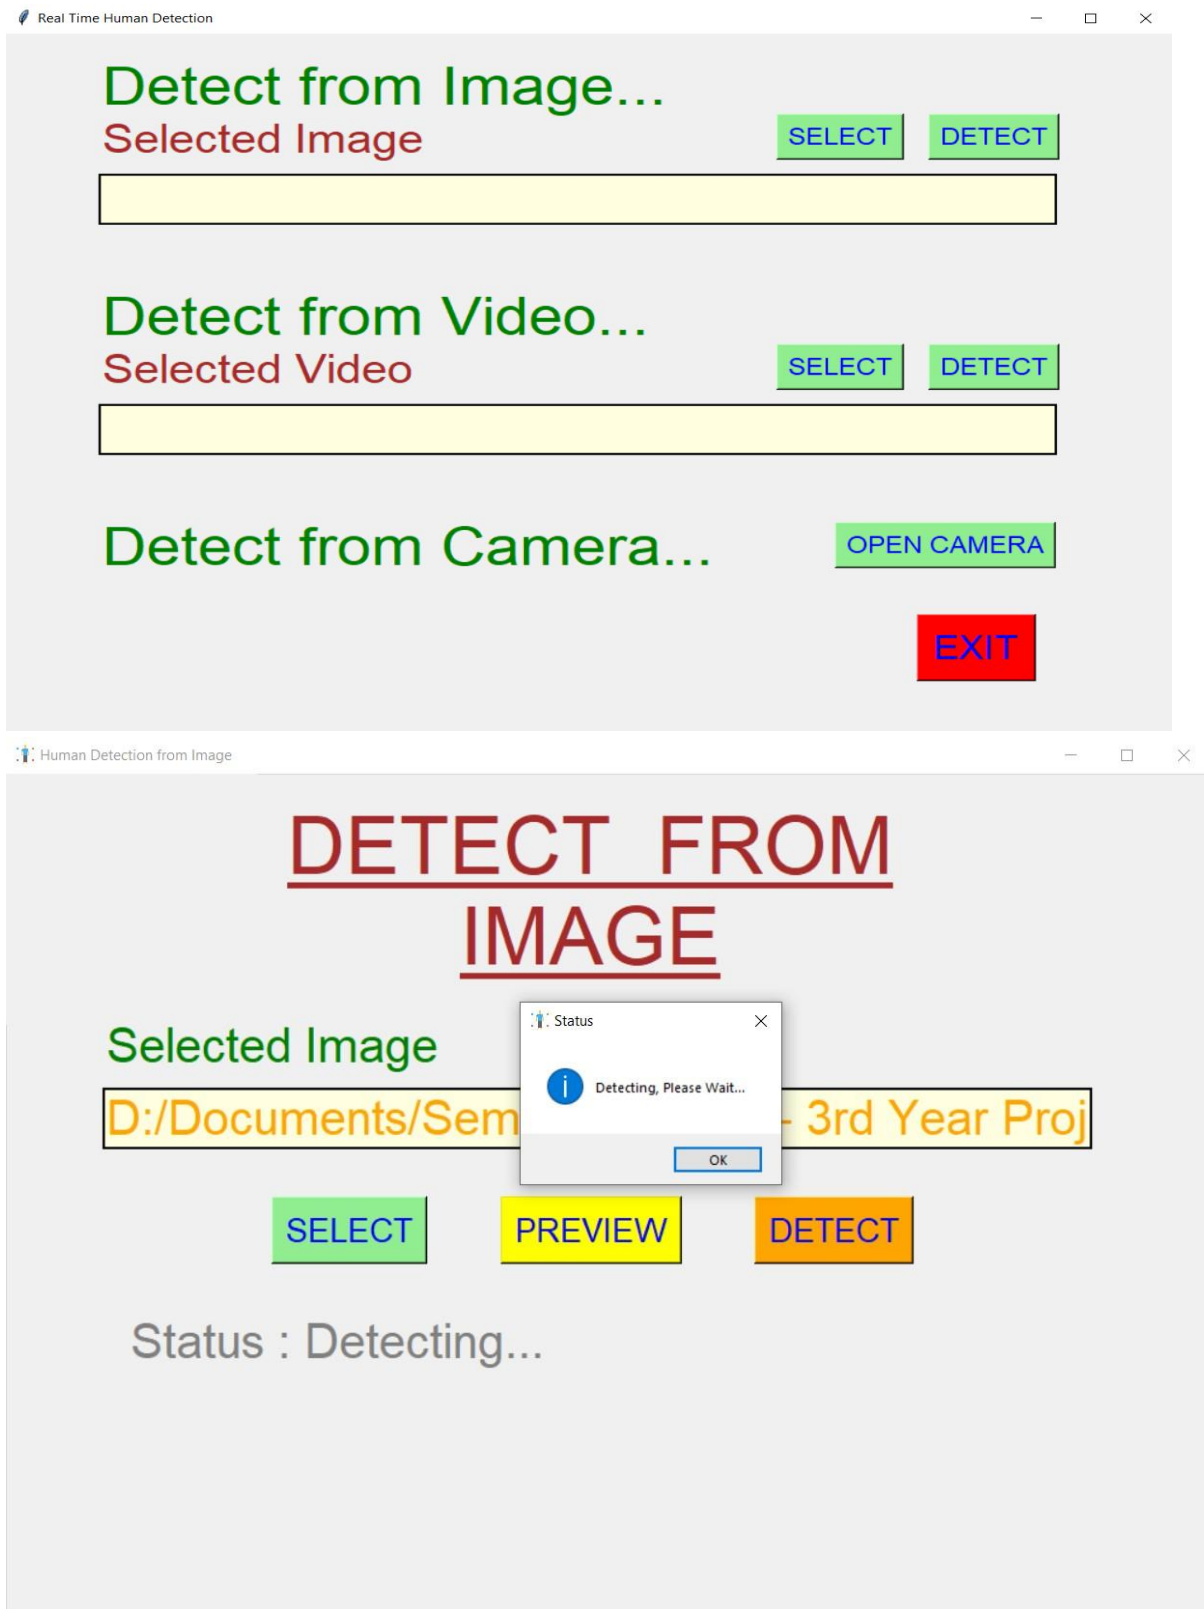 Real Time Human Detection
Detect from Image...
Selected Image
SELECT DETECT
Detect from Video...
Selected Video
SELECT DETECT
Detect from Camera...
OPEN CAMERA
EXIT
Human Detection from Image
DETECT FROM
IMAGE
Status
Selected Image
Detecting, Please Wait...
D:/Documents/Sem - 3rd Year Proj
OK
SELECT PREVIEW DETECT
Status : Detecting...